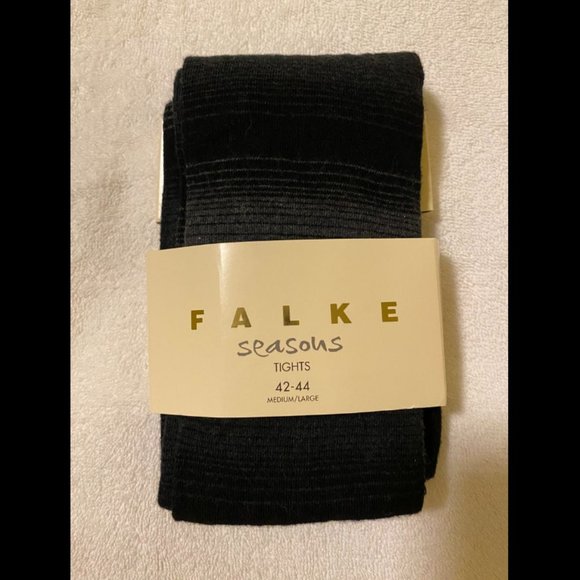 FALKE
seasons
TIGHTS
42-44
MEDIUM/LARGE